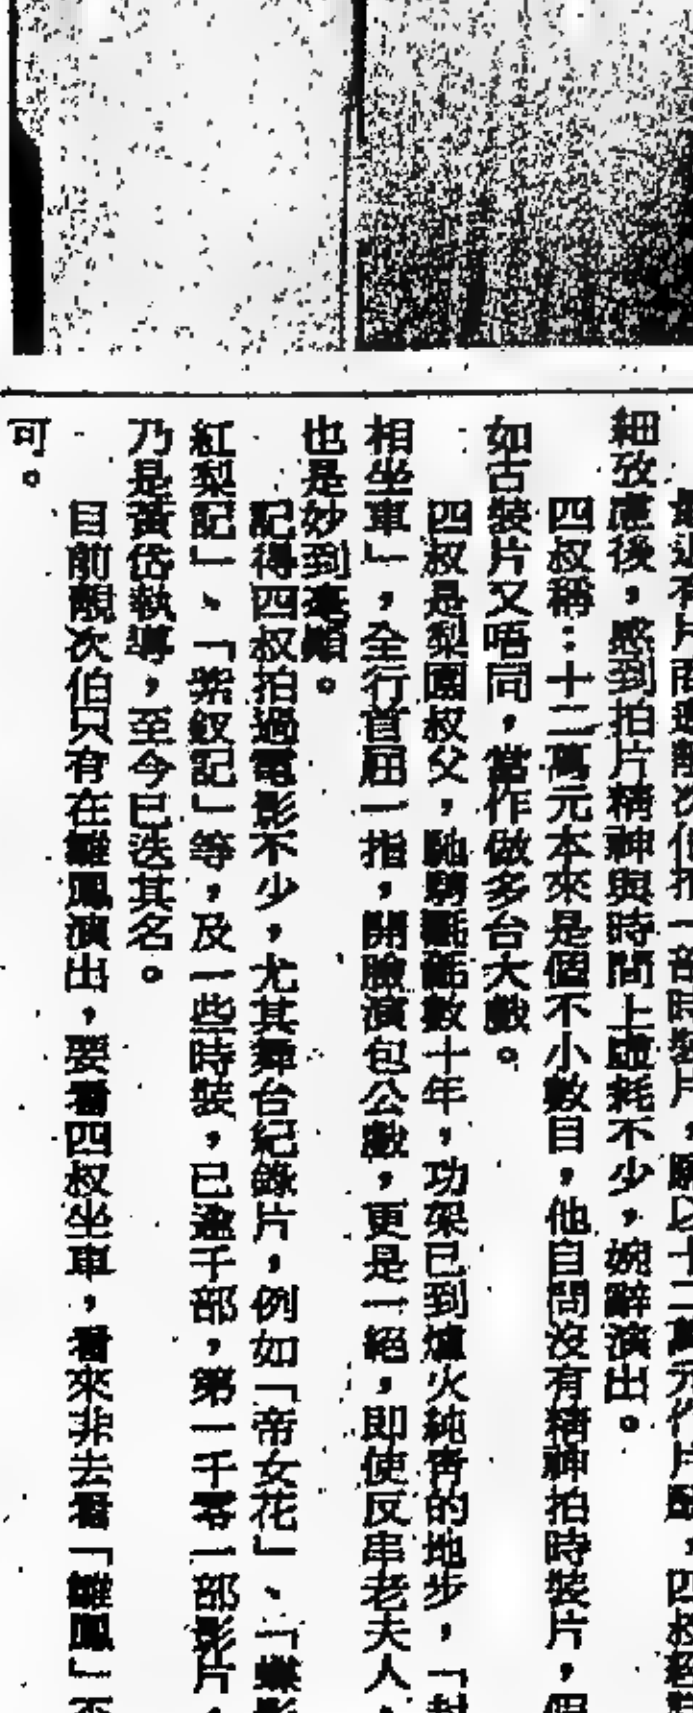 細攷慮後，感到拍片精神與時間上虛耗不少，婉辭演出。
四叔稱：十二萬元本來是個不小數目，他自問沒有精神拍時裝片，假
如古裝片又唔同，當作做多台大戲。
四叔是梨園叔父，馳騁氍毹數十年，功架已到爐火純青的地步，「封
相坐車」，全行首屈一指，開臉演包公戲，更是一絕，即使反串老夫人，
也是妙到毫顛。
記得四叔拍過電影不少，尤其舞台紀錄片，例如「帝女花」、「蝶影
紅梨記」、「紫釵記」等，及一些時裝，已逾千部，第一千零一部影片，
乃是黃岱執導，至今已迭其名。
目前靚次伯只有在雛鳳演出，要看四叔坐車，看來非去看「雛鳳」不
可。